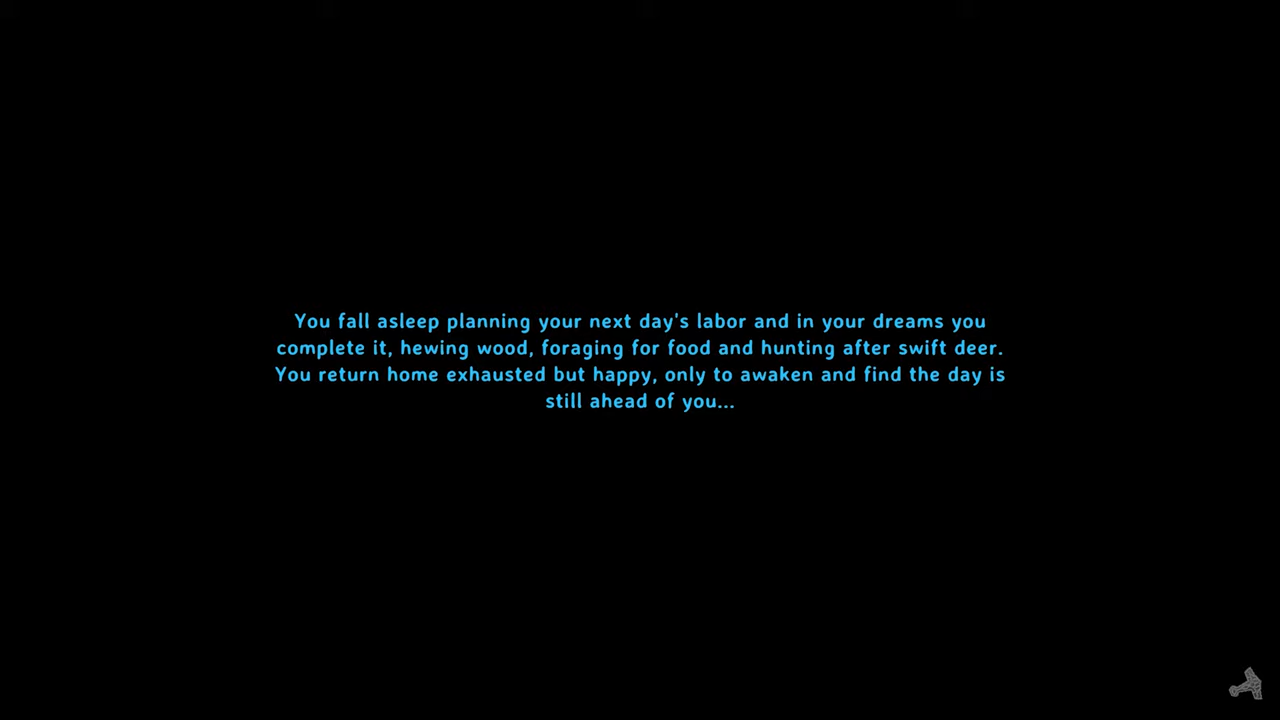 You fall asleep planning your next day's labor and in your dreams you
complete it, hewing wood, foraging for food and hunting after swift deer.
You return home exhausted but happy, only to awaken and find the day is
still ahead of you...